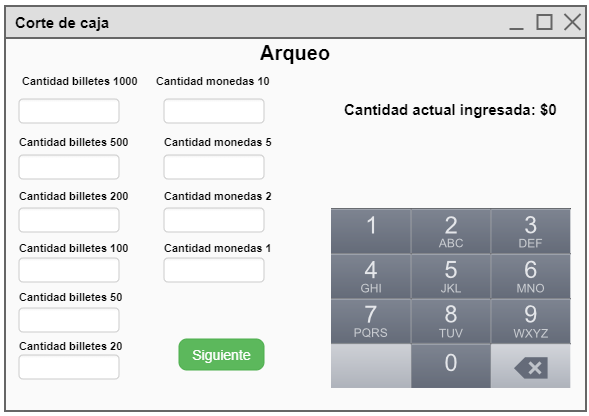 Corte de caja
Arqueo
Cantidad billetes 1000
Cantidad monedas 10
Cantidad actual ingresada: $0
Cantidad billetes 500
Cantidad monedas 5
Cantidad billetes 200
Cantidad monedas 2
Cantidad billetes 100
Cantidad monedas 1
Cantidad billetes 50
Cantidad billetes 20
Siguiente
1 2 3
ABC DEF
4 5 6
GHI JKL MNO
7 8 9
PQRS TUV WXYZ
0